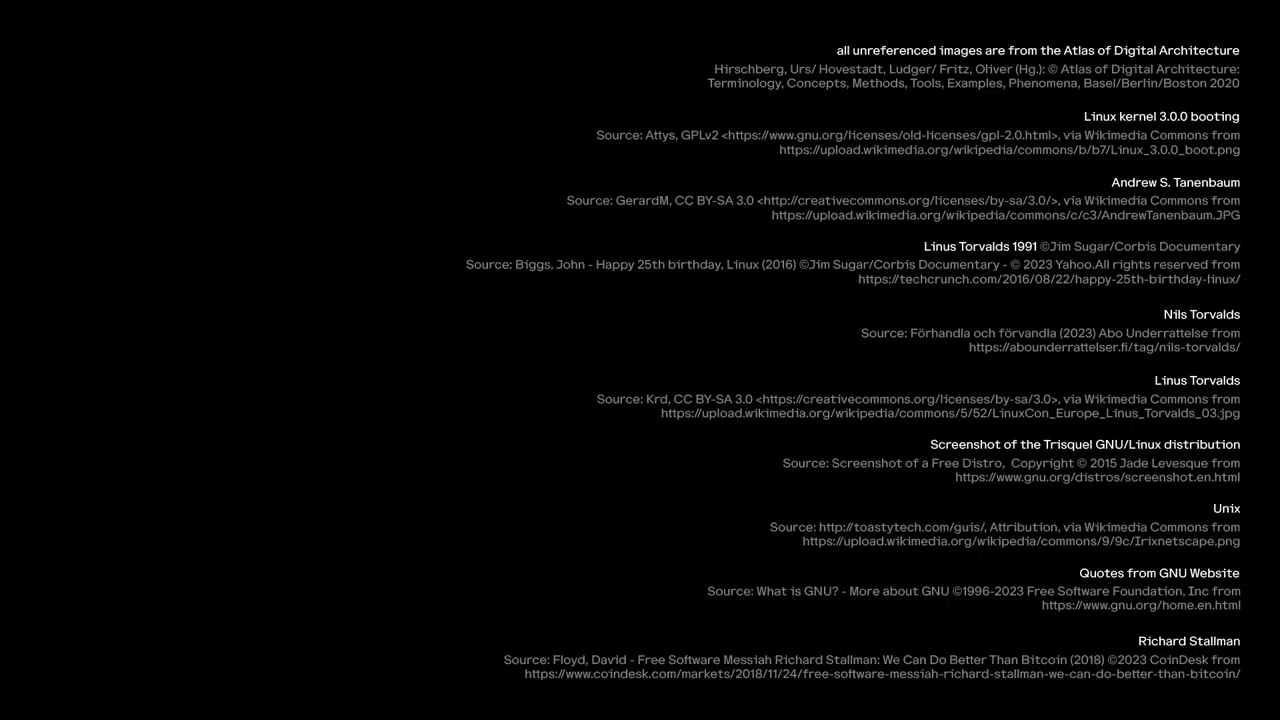 all unreferenced images are from the Atlas of Digital Architecture
Hirschberg, Urs/ Hovestadt, Ludger/ Fritz, Oliver (Hg.): © Atlas of Digital Architecture:
Terminology, Concepts, Methods, Tools, Examples, Phenomena, Basel/Berlin/Boston 2020
Linux kernel 3.0.0 booting
Source: Attys, GPLv2 <https://www.gnu.org/licenses/old-licenses/gpl-2.0.html>, via Wikimedia Commons from
https://upload.wikimedia.org/wikipedia/commons/b/b7/Linux_3.0.0_boot.png
Andrew S. Tanenbaum
Source: GerardM, CC BY-SA 3.0 <http://creativecommons.org/licenses/by-sa/3.0/>, via Wikimedia Commons from
https://upload.wikimedia.org/wikipedia/commons/c/c3/AndrewTanenbaum.JPG
Linus Torvalds 1991 ©Jim Sugar/Corbis Documentary
Source: Biggs, John - Happy 25th birthday, Linux (2016) ©Jim Sugar/Corbis Documentary - © 2023 Yahoo.All rights reserved from
https://techcrunch.com/2016/08/22/happy-25th-birthday-linux/
Nils Torvalds
Source: Förhandla och förvandla (2023) Abo Underrattelse from
https://abounderrattelser.fi/tag/nils-torvalds/
Linus Torvalds
Source: Krd, CC BY-SA 3.0 <https://creativecommons.org/licenses/by-sa/3.0>, via Wikimedia Commons from
https://upload.wikimedia.org/wikipedia/commons/5/52/LinuxCon_Europe_Linus_Torvalds_03.jpg
Screenshot of the Trisquel GNU/Linux distribution
Source: Screenshot of a Free Distro, Copyright © 2015 Jade Levesque from
https://www.gnu.org/distros/screenshot.en.html
Unix
Source: http://toastytech.com/guis/, Attribution, via Wikimedia Commons from
https://upload.wikimedia.org/wikipedia/commons/9/9c/Irixnetscape.png
Quotes from GNU Website
Source: What is GNU? - More about GNU ©1996-2023 Free Software Foundation, Inc from
https://www.gnu.org/home.en.html
Richard Stallman
Source: Floyd, David - Free Software Messiah Richard Stallman: We Can Do Better Than Bitcoin (2018) ©2023 CoinDesk from
https://www.coindesk.com/markets/2018/11/24/free-software-messiah-richard-stallman-we-can-do-better-than-bitcoin/